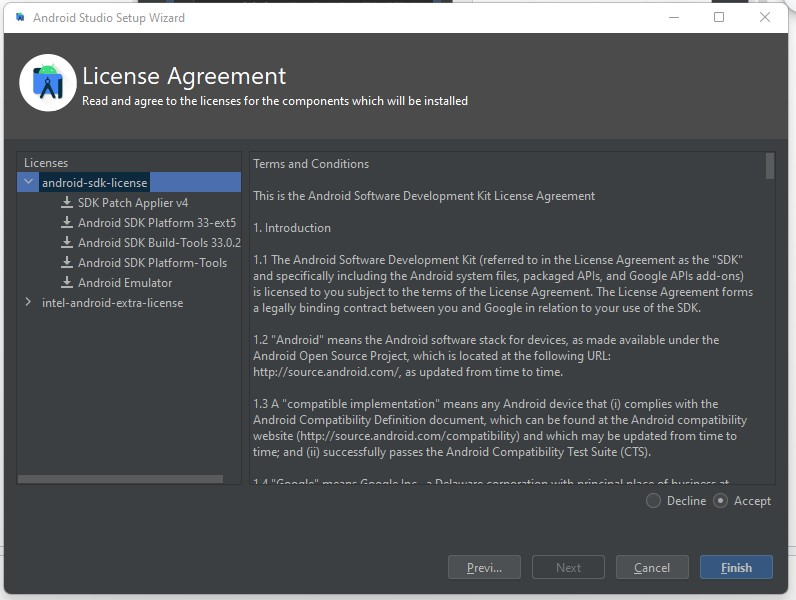 Android Studio Setup Wizard
License Agreement
Read and agree to the licenses for the components which will be installed
Licenses
android-sdk-license
SDK Patch Applier v4
Android SDK Platform 33-ext5
Android SDK Build-Tools 33.0.2
Android SDK Platform-Tools
Android Emulator
intel-android-extra-license
Terms and Conditions
This is the Android Software Development Kit License Agreement
1. Introduction
1.1 The Android Software Development Kit (referred to in the License Agreement as the "SDK"
and specifically including the Android system files, packaged APIs, and Google APIs add-ons)
is licensed to you subject to the terms of the License Agreement. The License Agreement forms
a legally binding contract between you and Google in relation to your use of the SDK.
1.2 "Android" means the Android software stack for devices, as made available under the
Android Open Source Project, which is located at the following URL:
http://source.android.com/, as updated from time to time.
1.3 A "compatible implementation" means any Android device that (i) complies with the
Android Compatibility Definition document, which can be found at the Android compatibility
website (http://source.android.com/compatibility) and which may be updated from time to
time; and (ii) successfully passes the Android Compatibility Test Suite (CTS).
1.4 "Google" means Google Inc., a Delaware corporation with principal place of business at
Decline
Accept
Previ...
Next
Cancel
Finish